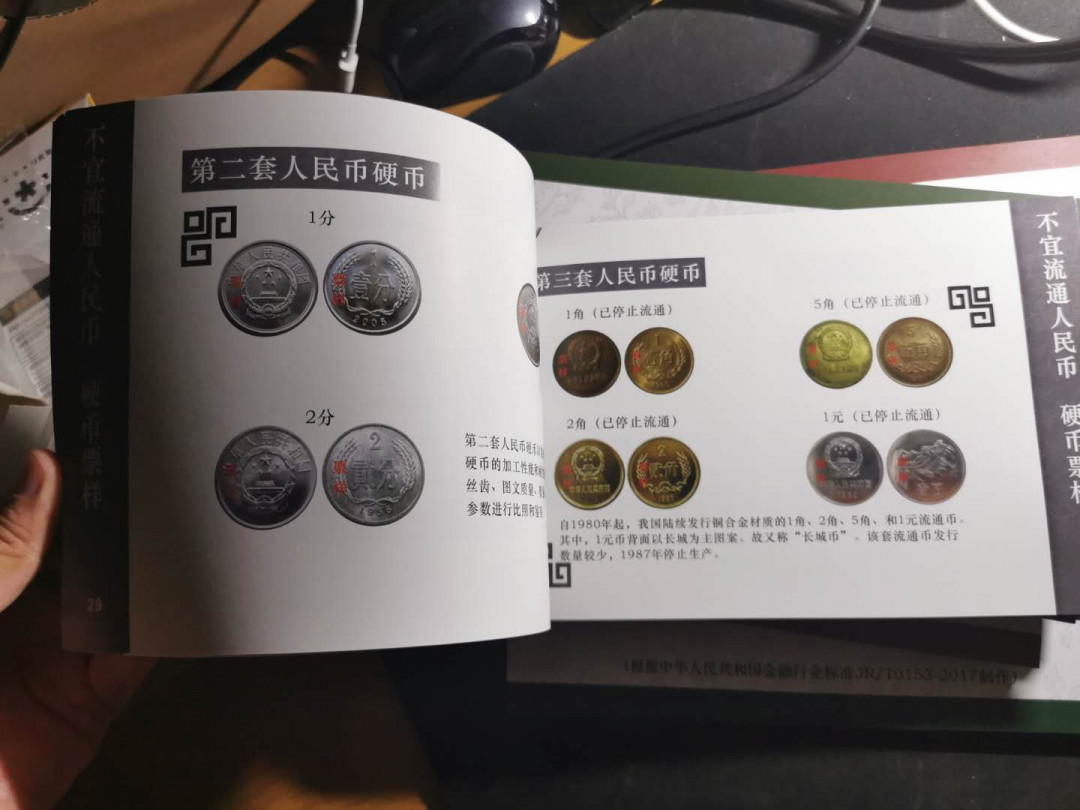 不宜流通人民币 硬币票样
第二套人民币硬币
1分
2005
2分
第二套人民币硬币
硬币的加工性能
丝齿、图文质量、
参数进行比照和
29
第三套人民币硬币
1角（已停止流通）
5角（已停止流通）
2角（已停止流通）
1元（已停止流通）
自1980年起，我国陆续发行铜合金材质的1角、2角、5角、和1元流通币。
其中，1元币背面以长城为主图案。故又称“长城币”。该套流通币发行
数量较少，1987年停止生产。
不宜流通人民币 硬币票样
（根据中华人民共和国金融行业标准JR/T0153-2017制作）